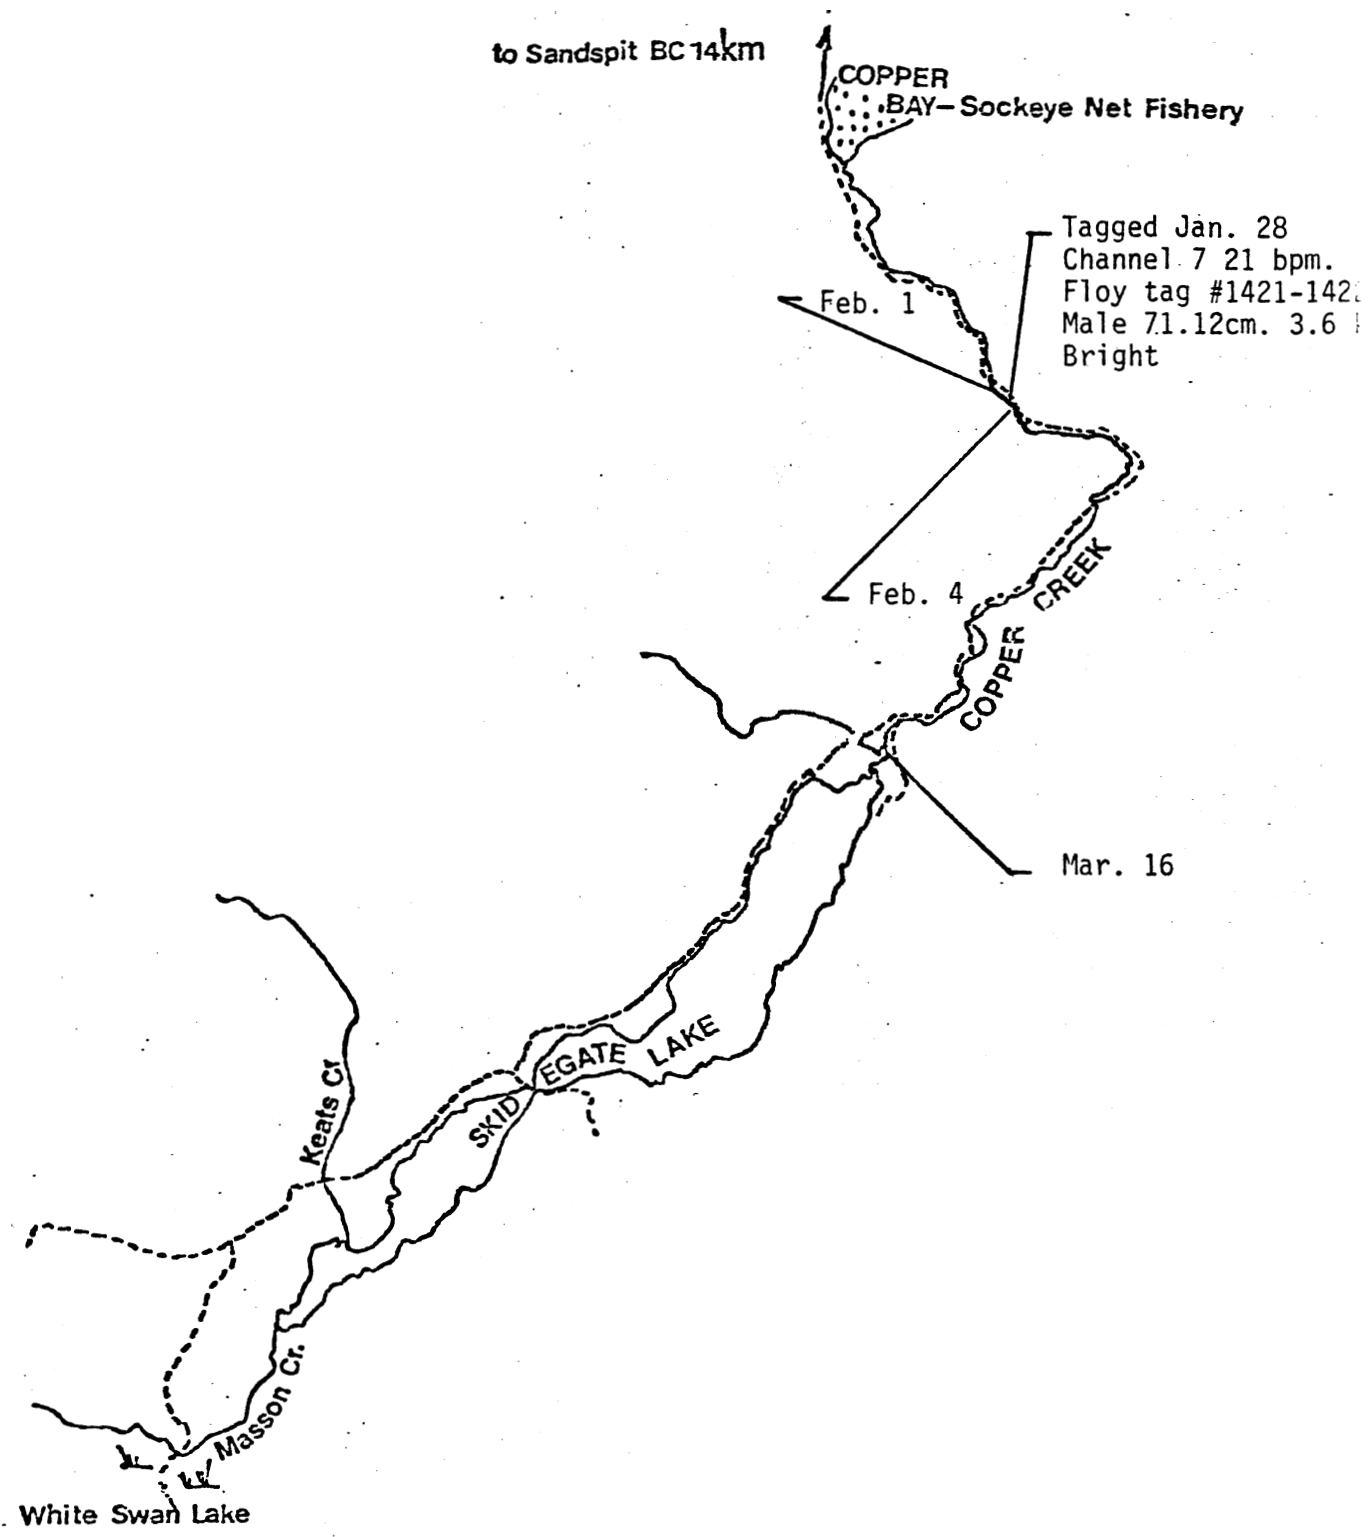 to Sandspit BC 14km
COPPER
BAY-Sockeye Net Fishery
Tagged Jan. 28
Channel 7 21 bpm.
Floy tag #1421-142
Male 71.12cm. 3.6
Bright
Feb. 1
Feb. 4
COPPER CREEK
Mar. 16
SKIDEGATE LAKE
Keats Cr
Masson Cr.
White Swan Lake